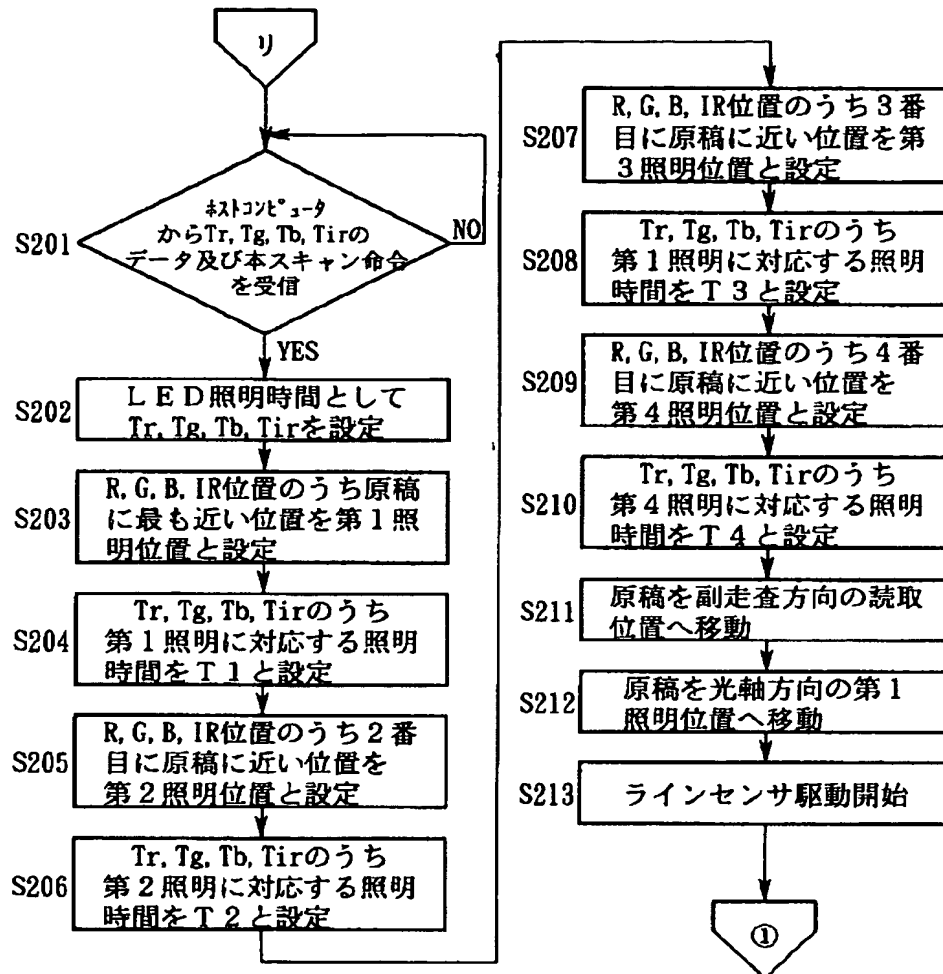 リ
S201
ホストコンピュータ
からTr, Tg, Tb, Tirの
データ及び本スキャン命令
を受信
NO
YES
S202
LED照明時間として
Tr, Tg, Tb, Tirを設定
S203
R, G, B, IR位置のうち原稿
に最も近い位置を第1照
明位置と設定
S204
Tr, Tg, Tb, Tirのうち
第1照明に対応する照明
時間をT1と設定
S205
R, G, B, IR位置のうち2番
目に原稿に近い位置を
第2照明位置と設定
S206
Tr, Tg, Tb, Tirのうち
第2照明に対応する照明
時間をT2と設定
S207
R, G, B, IR位置のうち3番
目に原稿に近い位置を第
3照明位置と設定
S208
Tr, Tg, Tb, Tirのうち
第1照明に対応する照明
時間をT3と設定
S209
R, G, B, IR位置のうち4番
目に原稿に近い位置を
第4照明位置と設定
S210
Tr, Tg, Tb, Tirのうち
第4照明に対応する照明
時間をT4と設定
S211
原稿を副走査方向の読取
位置へ移動
S212
原稿を光軸方向の第1
照明位置へ移動
S213
ラインセンサ駆動開始
①